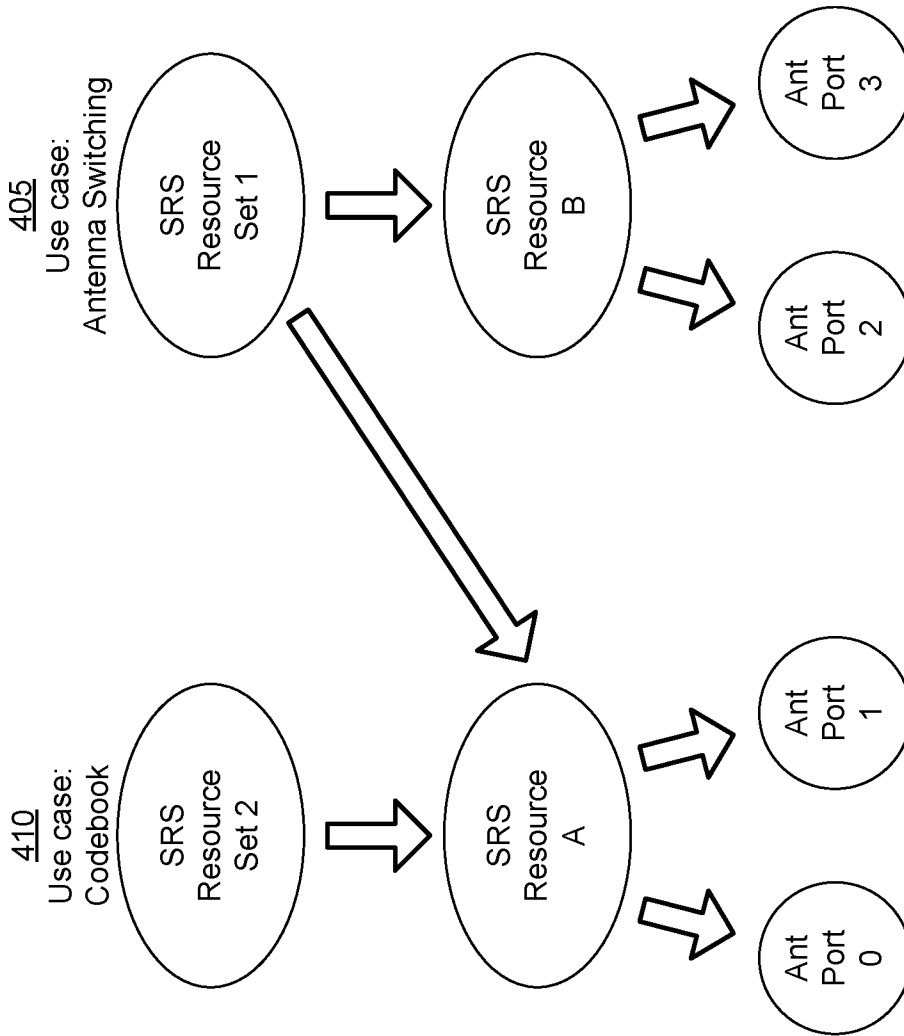 410
Use case:
Codebook
405
Use case:
Antenna Switching
SRS
Resource
Set 2
SRS
Resource
Set 1
SRS
Resource
A
SRS
Resource
B
Ant
Port
0
Ant
Port
1
Ant
Port
2
Ant
Port
3